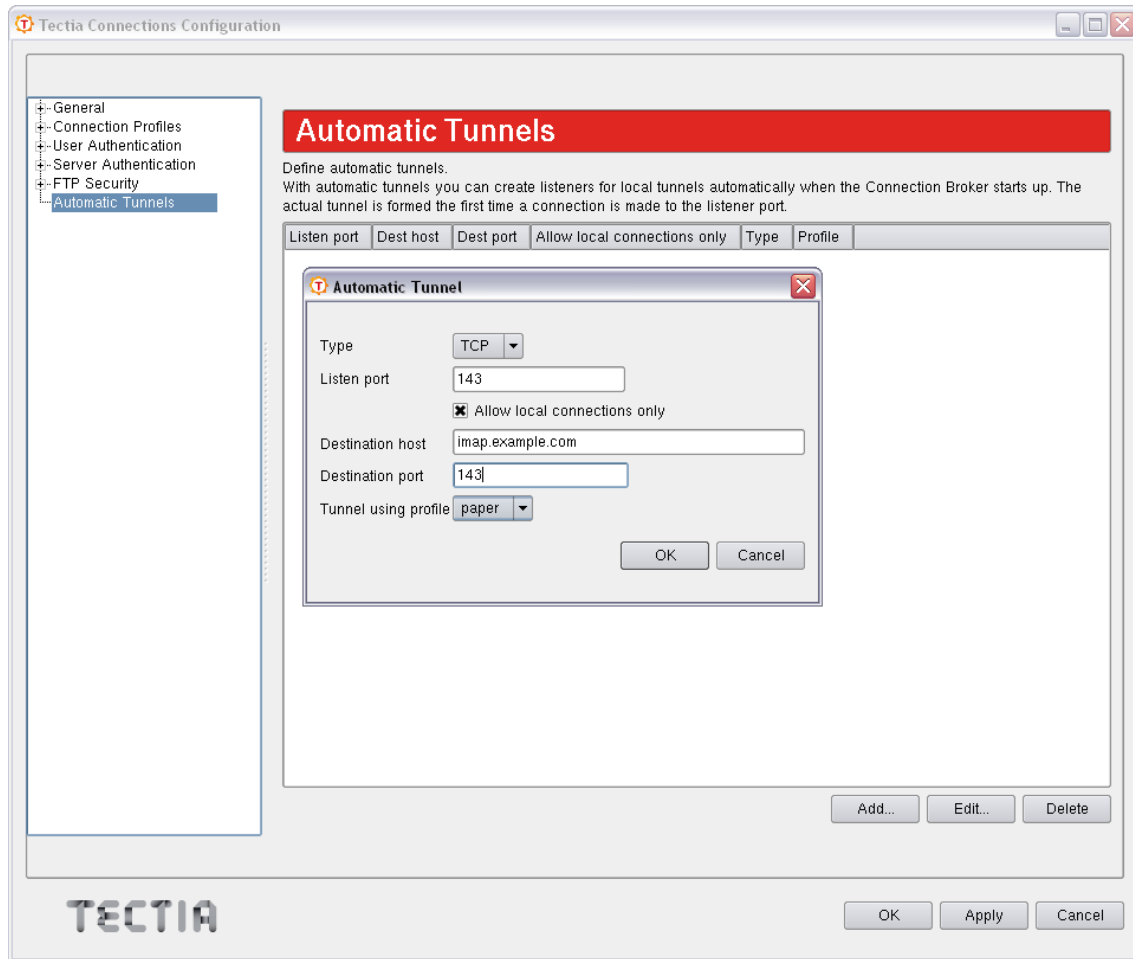 Tectia Connections Configuration
General
Connection Profiles
User Authentication
Server Authentication
FTP Security
Automatic Tunnels
Automatic Tunnels
Define automatic tunnels.
With automatic tunnels you can create listeners for local tunnels automatically when the Connection Broker starts up. The
actual tunnel is formed the first time a connection is made to the listener port.
Listen port Dest host Dest port Allow local connections only Type Profile
Automatic Tunnel
Type TCP
Listen port 143
Allow local connections only
Destination host imap.example.com
Destination port 143
Tunnel using profile paper
OK Cancel
Add... Edit... Delete
TECTIA
OK Apply Cancel